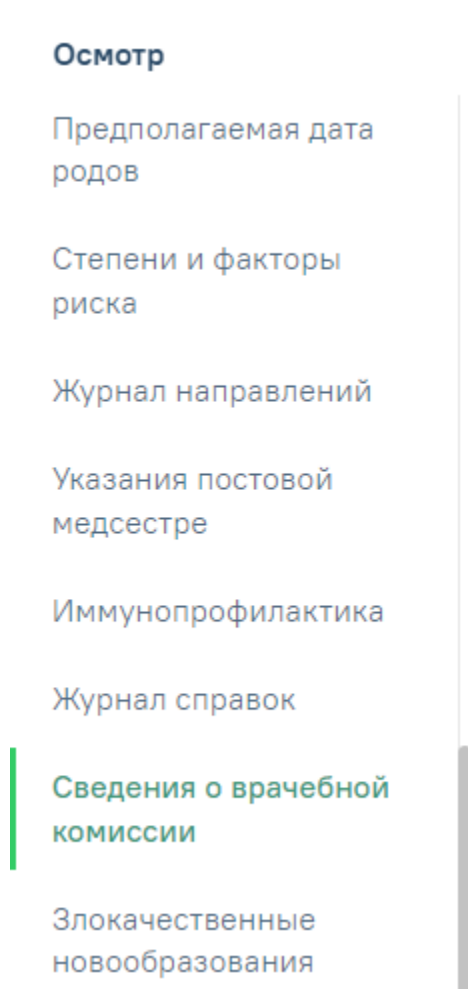 Осмотр
Предполагаемая дата
родов
Степени и факторы
риска
Журнал направлений
Указания постовой
медсестре
Иммунопрофилактика
Журнал справок
Сведения о врачебной
комиссии
Злокачественные
новообразования